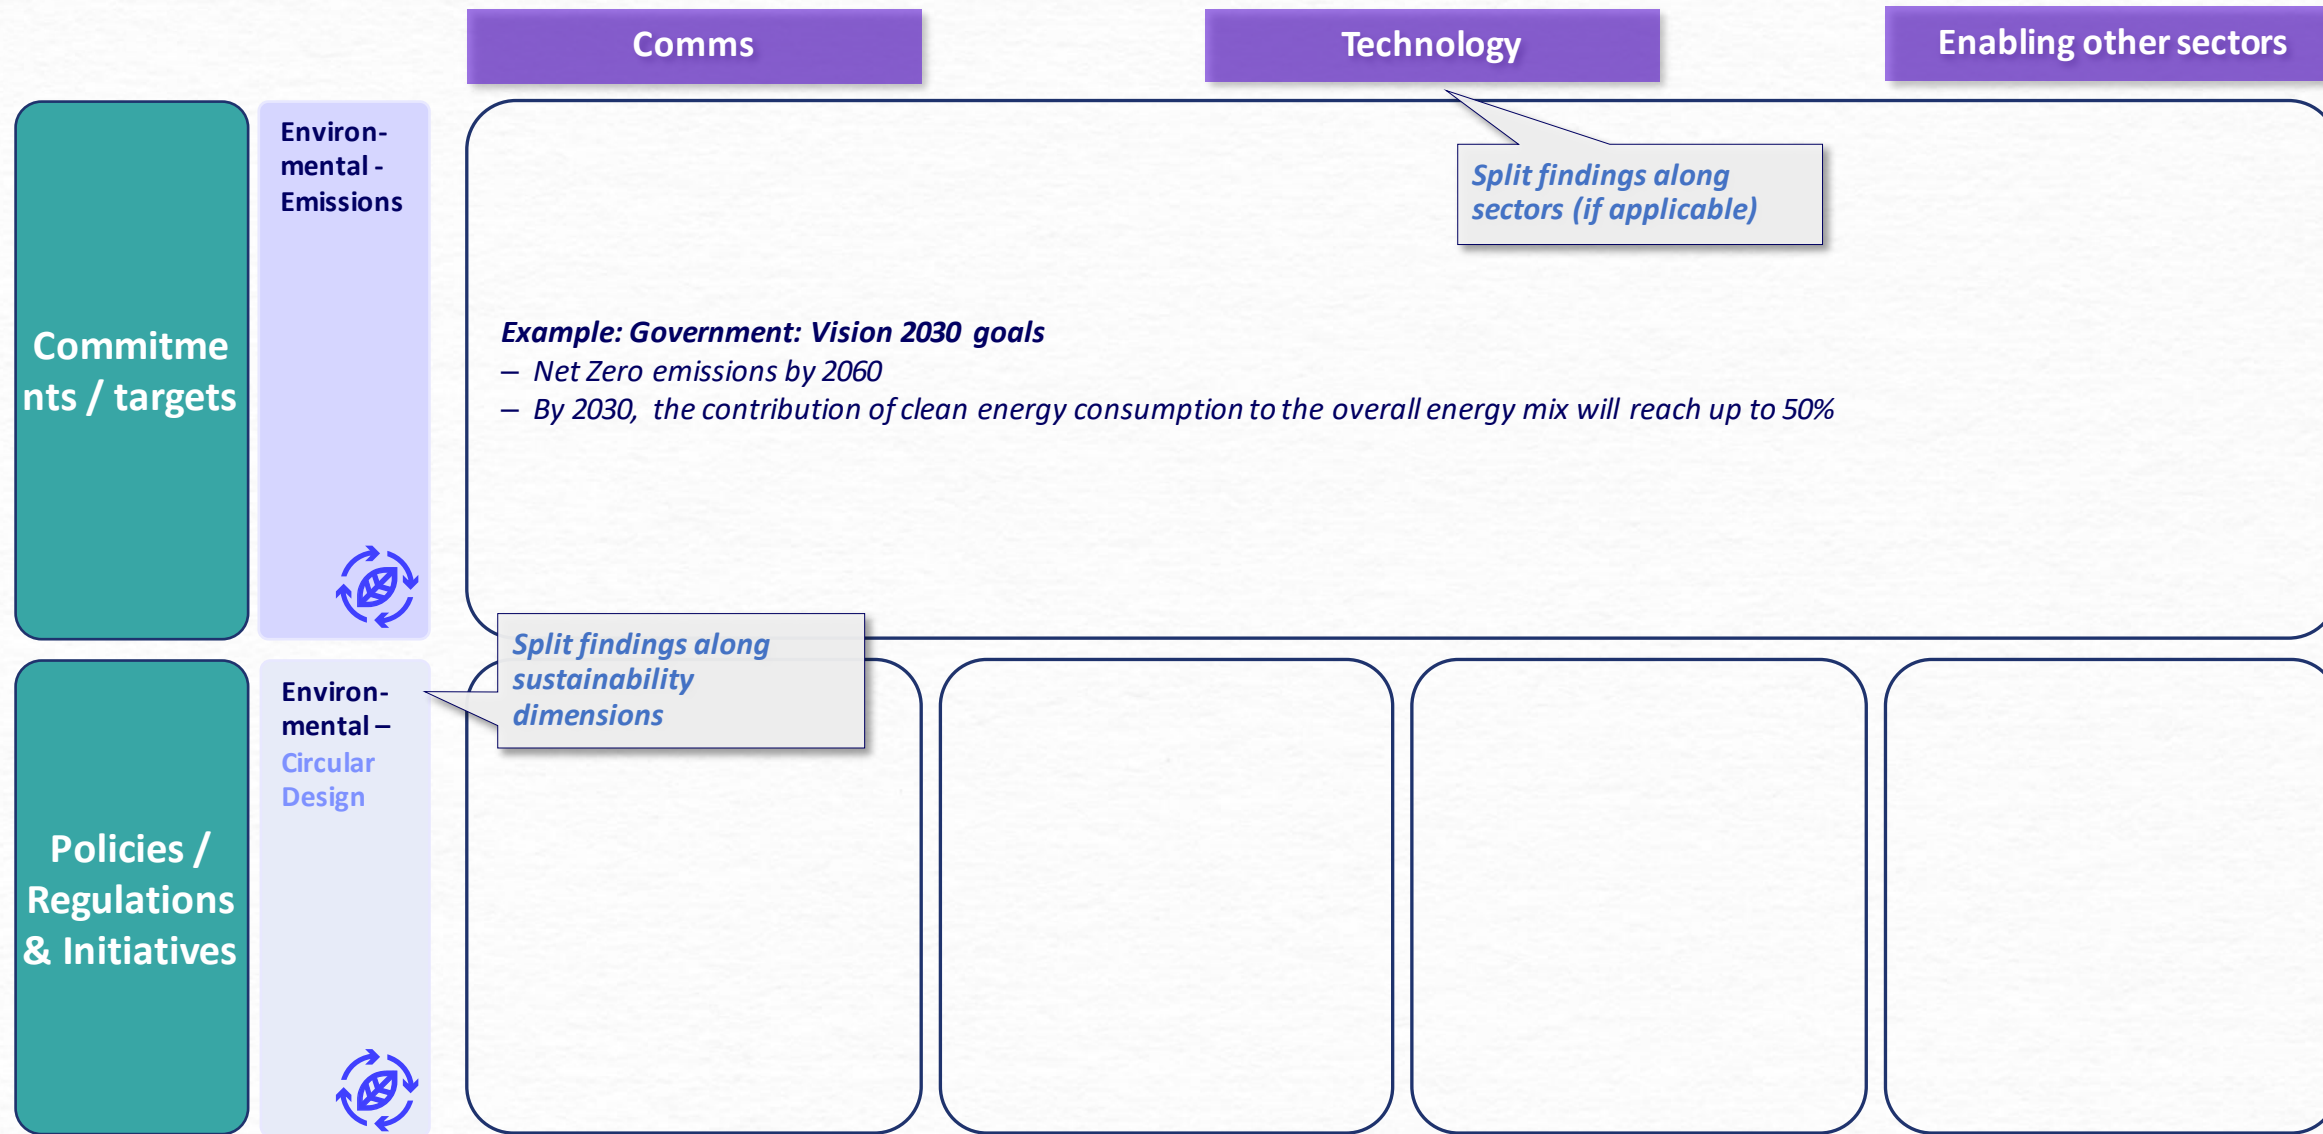 Comms
Technology
Enabling other sectors
Commitme
nts / targets
Environ-
mental -
Emissions
Split findings along
sectors (if applicable)
Example: Government: Vision 2030 goals
– Net Zero emissions by 2060
– By 2030, the contribution of clean energy consumption to the overall energy mix will reach up to 50%
Policies /
Regulations
& Initiatives
Environ-
mental –
Circular
Design
Split findings along
sustainability
dimensions